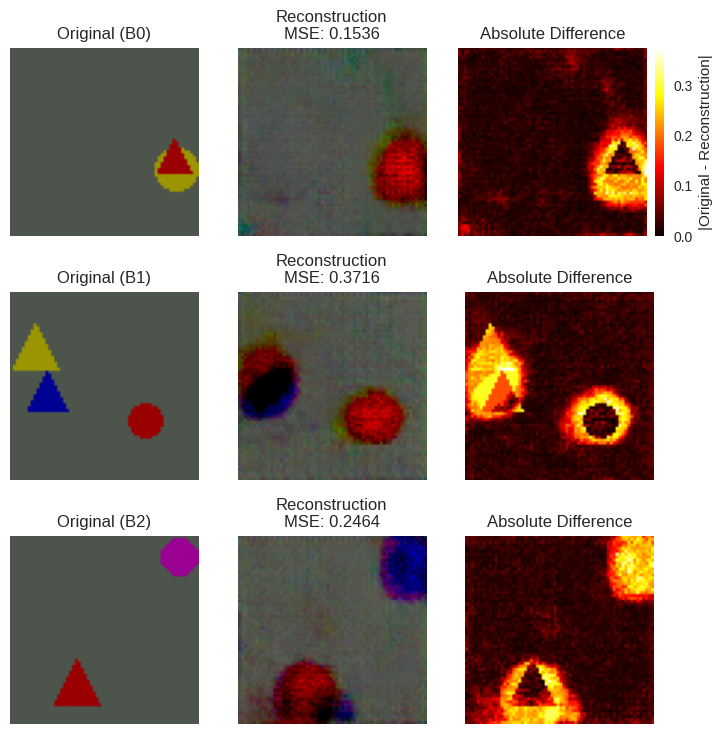 Original (B0)
Reconstruction
MSE: 0.1536
Absolute Difference
0.3
0.2
0.1
0.0
|Original - Reconstruction|
Original (B1)
Reconstruction
MSE: 0.3716
Absolute Difference
Original (B2)
Reconstruction
MSE: 0.2464
Absolute Difference